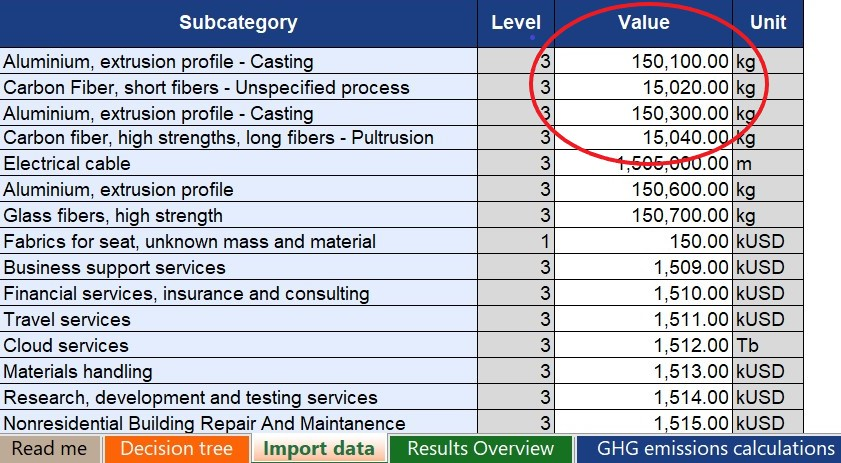 Subcategory Level Value Unit
Aluminium, extrusion profile - Casting 3 150,100.00 kg
Carbon Fiber, short fibers - Unspecified process 3 15,020.00 kg
Aluminium, extrusion profile - Casting 3 150,300.00 kg
Carbon fiber, high strengths, long fibers - Pultrusion 3 15,040.00 kg
Electrical cable 3 1,505,000.00 m
Aluminium, extrusion profile 3 150,600.00 kg
Glass fibers, high strength 3 150,700.00 kg
Fabrics for seat, unknown mass and material 1 150.00 kUSD
Business support services 3 1,509.00 kUSD
Financial services, insurance and consulting 3 1,510.00 kUSD
Travel services 3 1,511.00 kUSD
Cloud services 3 1,512.00 Tb
Materials handling 3 1,513.00 kUSD
Research, development and testing services 3 1,514.00 kUSD
Nonresidential Building Repair And Maintanence 3 1,515.00 kUSD
Read me Decision tree Import data Results Overview GHG emissions calculations